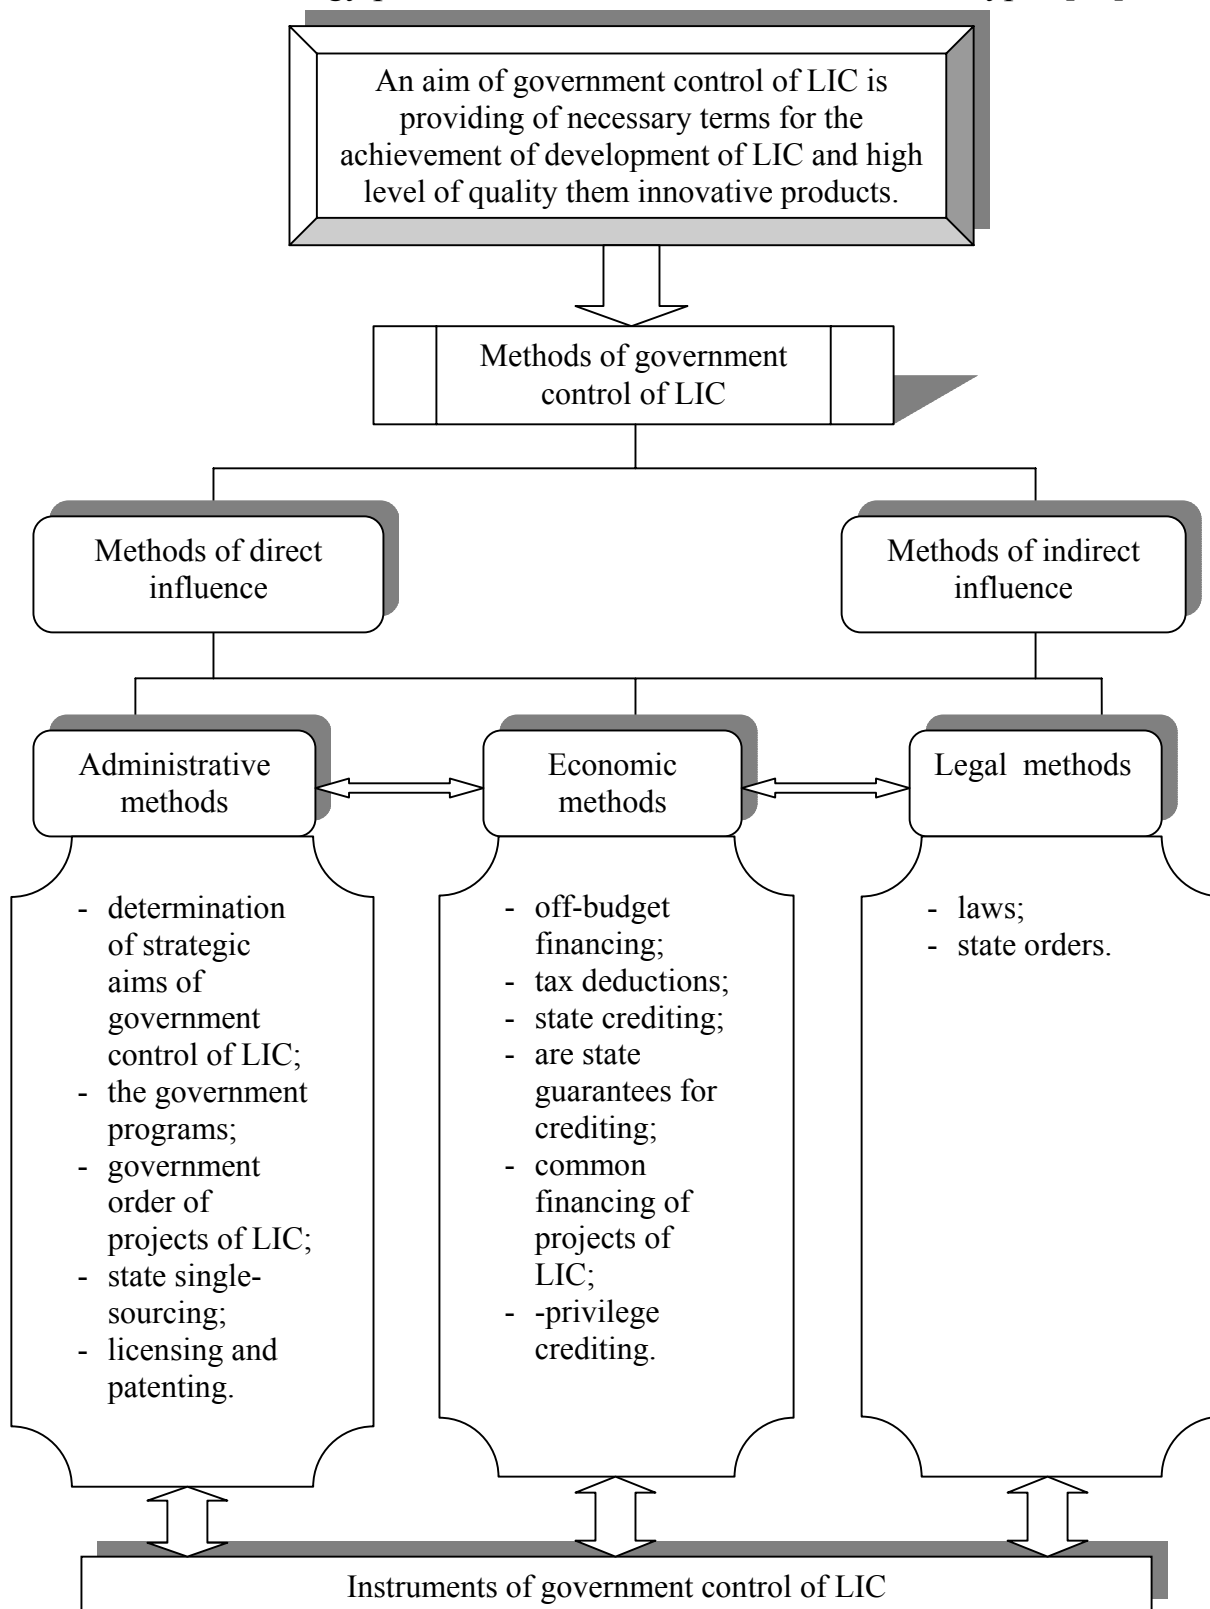 An aim of government control of LIC is
providing of necessary terms for the
achievement of development of LIC and high
level of quality them innovative products.
Methods of government
control of LIC
Methods of direct
influence
Methods of indirect
influence
Administrative
methods
Economic
methods
Legal methods
- determination
of strategic
aims of
government
control of LIC;
- the government
programs;
- government
order of
projects of LIC;
- state single-
sourcing;
- licensing and
patenting.
- off-budget
financing;
- tax deductions;
- state crediting;
- are state
guarantees for
crediting;
- common
financing of
projects of
LIC;
- -privilege
crediting.
- laws;
- state orders.
Instruments of government control of LIC